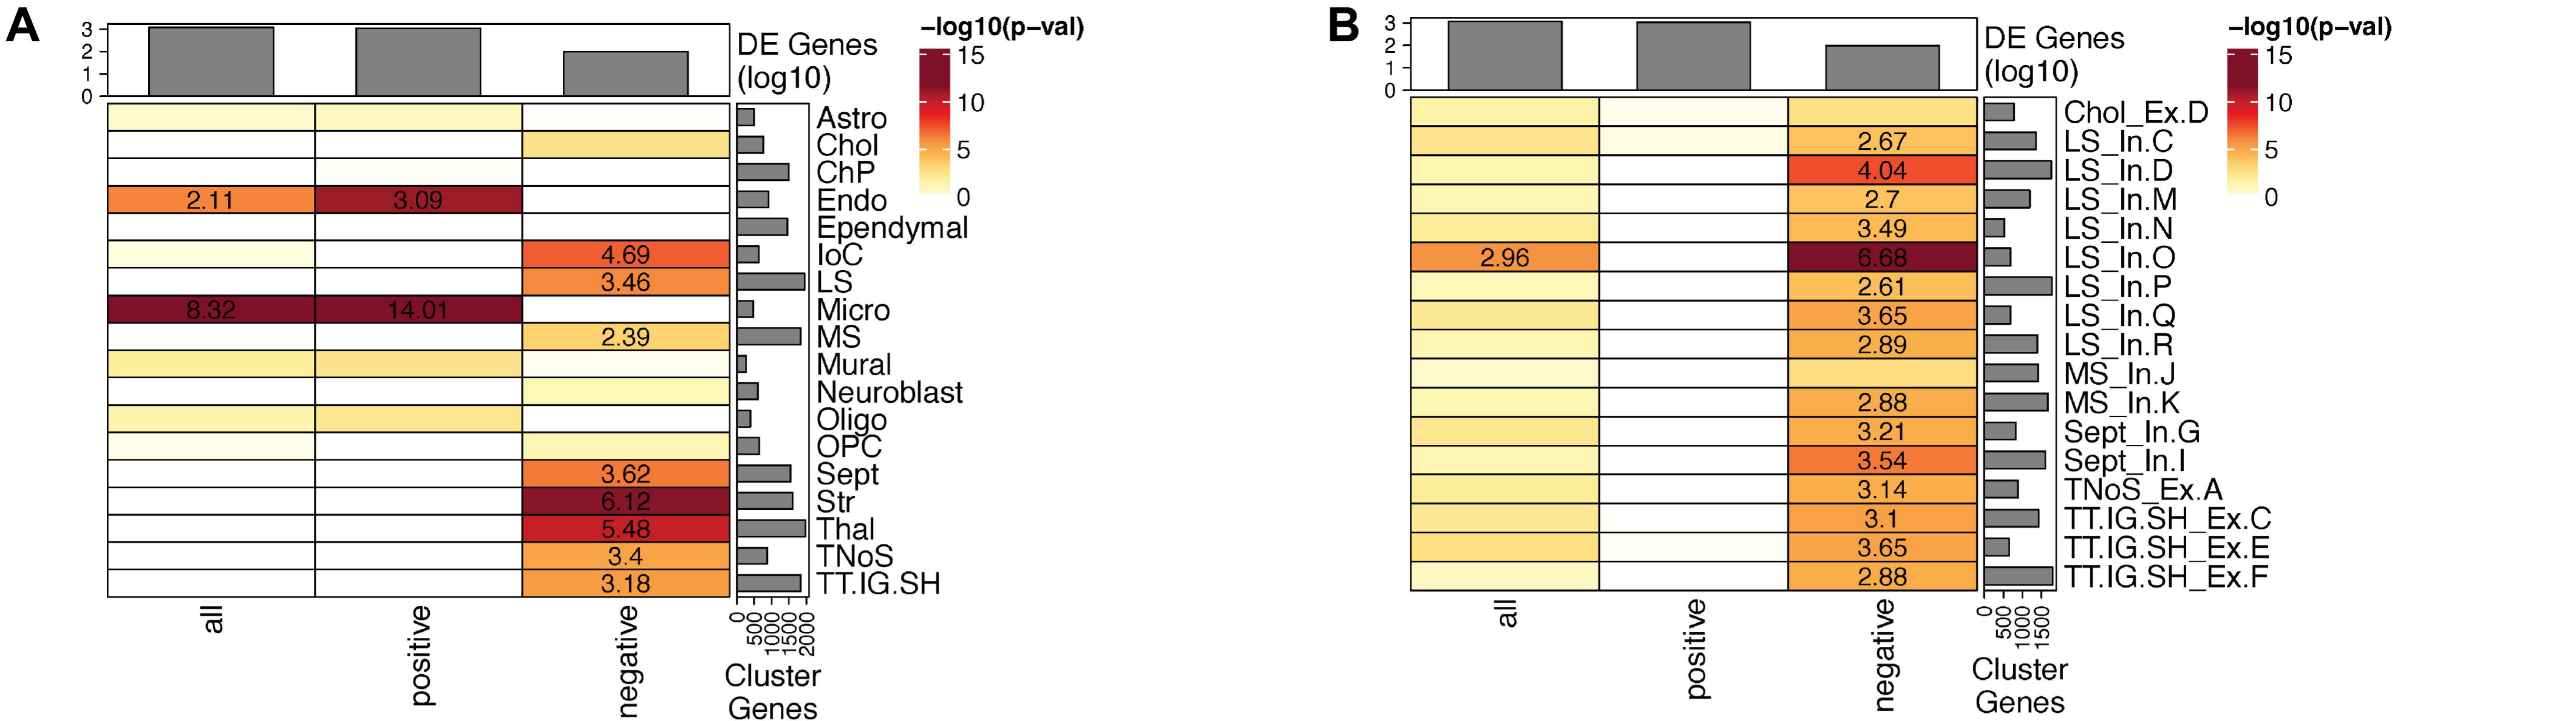 A
3
2
1
0
DE Genes
(log10)
−log10(p−val)
15
10
5
0
Astro
Chol
ChP
2.11 3.09 Endo
Ependymal
4.69 IoC
3.46 LS
8.32 14.01 Micro
2.39 MS
Mural
Neuroblast
Oligo
OPC
3.62 Sept
6.12 Str
5.48 Thal
3.4 TNoS
3.18 TT.IG.SH
all
positive
negative
0
500
1000
1500
2000
Cluster
Genes
B
3
2
1
0
DE Genes
(log10)
−log10(p−val)
15
10
5
0
Chol_Ex.D
2.67 LS_In.C
4.04 LS_In.D
2.7 LS_In.M
3.49 LS_In.N
2.96 6.68 LS_In.O
2.61 LS_In.P
3.65 LS_In.Q
2.89 LS_In.R
MS_In.J
2.88 MS_In.K
3.21 Sept_In.G
3.54 Sept_In.I
3.14 TNoS_Ex.A
3.1 TT.IG.SH_Ex.C
3.65 TT.IG.SH_Ex.E
2.88 TT.IG.SH_Ex.F
all
positive
negative
0
500
1000
1500
Cluster
Genes